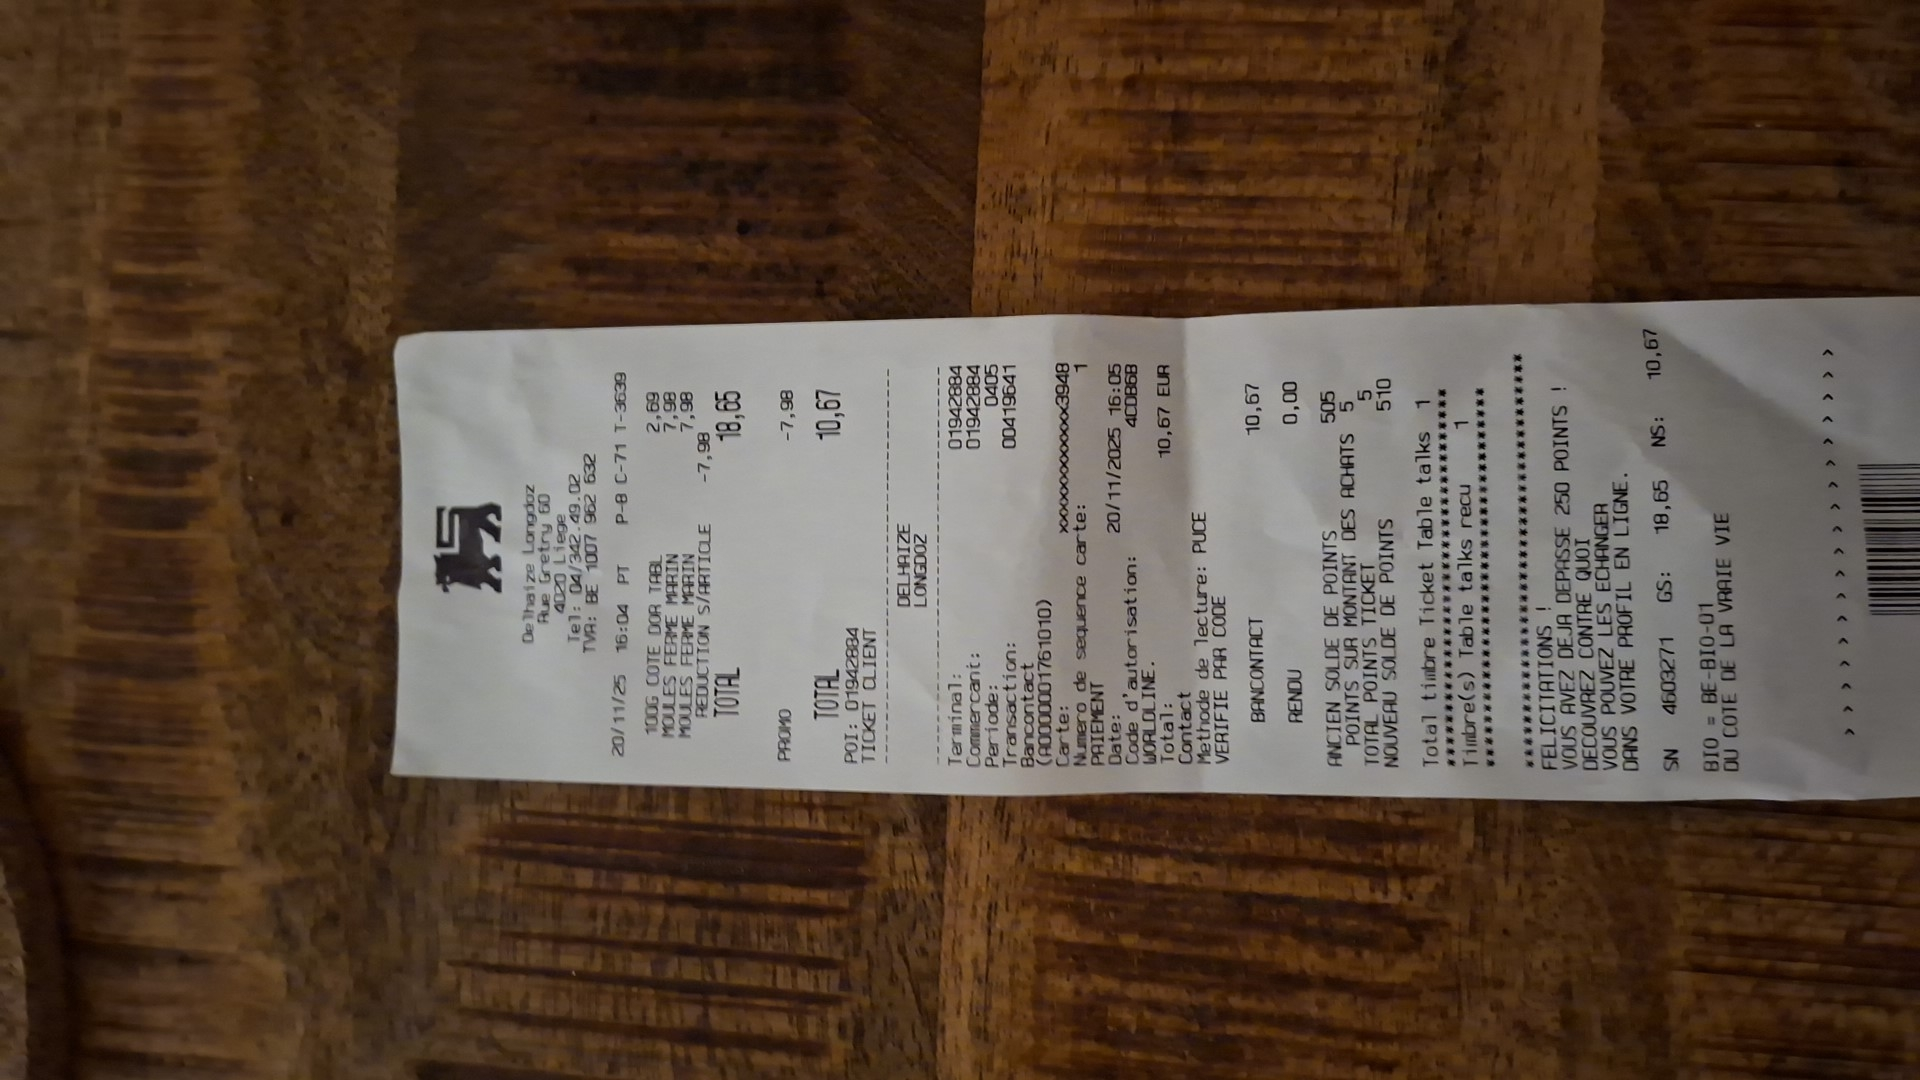 Delhaize Longdoz
Rue Gretry 60
4020 Liege
Tel: 04/342.49.02
TVA: BE 1007 962 632
20/11/25 16:04 PT P-8 C-71 T-3639
100G COTE DOR TABL 2,69
MOULES FERME MARIN 7,98
MOULES FERME MARIN 7,98
REDUCTION S/ARTICLE -7,98
TOTAL 18,65
PROMO -7,98
TOTAL 10,67
POI: 01942884
TICKET CLIENT
--------------------------------
DELHAIZE
LONGDOZ
--------------------------------
Terminal: 01942884
Commercant: 01942884
Periode: 0405
Transaction: 00419641
Bancontact
(A0000001761010)
Carte: xxxxxxxxxxxxx3948
Numero de sequence carte: 1
PAIEMENT
Date: 20/11/2025 16:05
Code d'autorisation: 4CDB6B
WORLDLINE.
Total: 10,67 EUR
Contact
Methode de lecture: PUCE
VERIFIE PAR CODE
BANCONTACT 10,67
RENDU 0,00
ANCIEN SOLDE DE POINTS 505
POINTS SUR MONTANT DES ACHATS 5
TOTAL POINTS TICKET 5
NOUVEAU SOLDE DE POINTS 510
Total timbre Ticket Table talks 1
************************************
Timbre(s) Table talks recu 1
************************************
****************************************
FELICITATIONS !
VOUS AVEZ DEJA DEPASSE 250 POINTS !
DECOUVREZ CONTRE QUOI
VOUS POUVEZ LES ECHANGER
DANS VOTRE PROFIL EN LIGNE.
SN 4603271 GS: 18,65 NS: 10,67
BIO = BE-BIO-01
DU COTE DE LA VRAIE VIE
> > > > > > > > > > > > > > > > > >